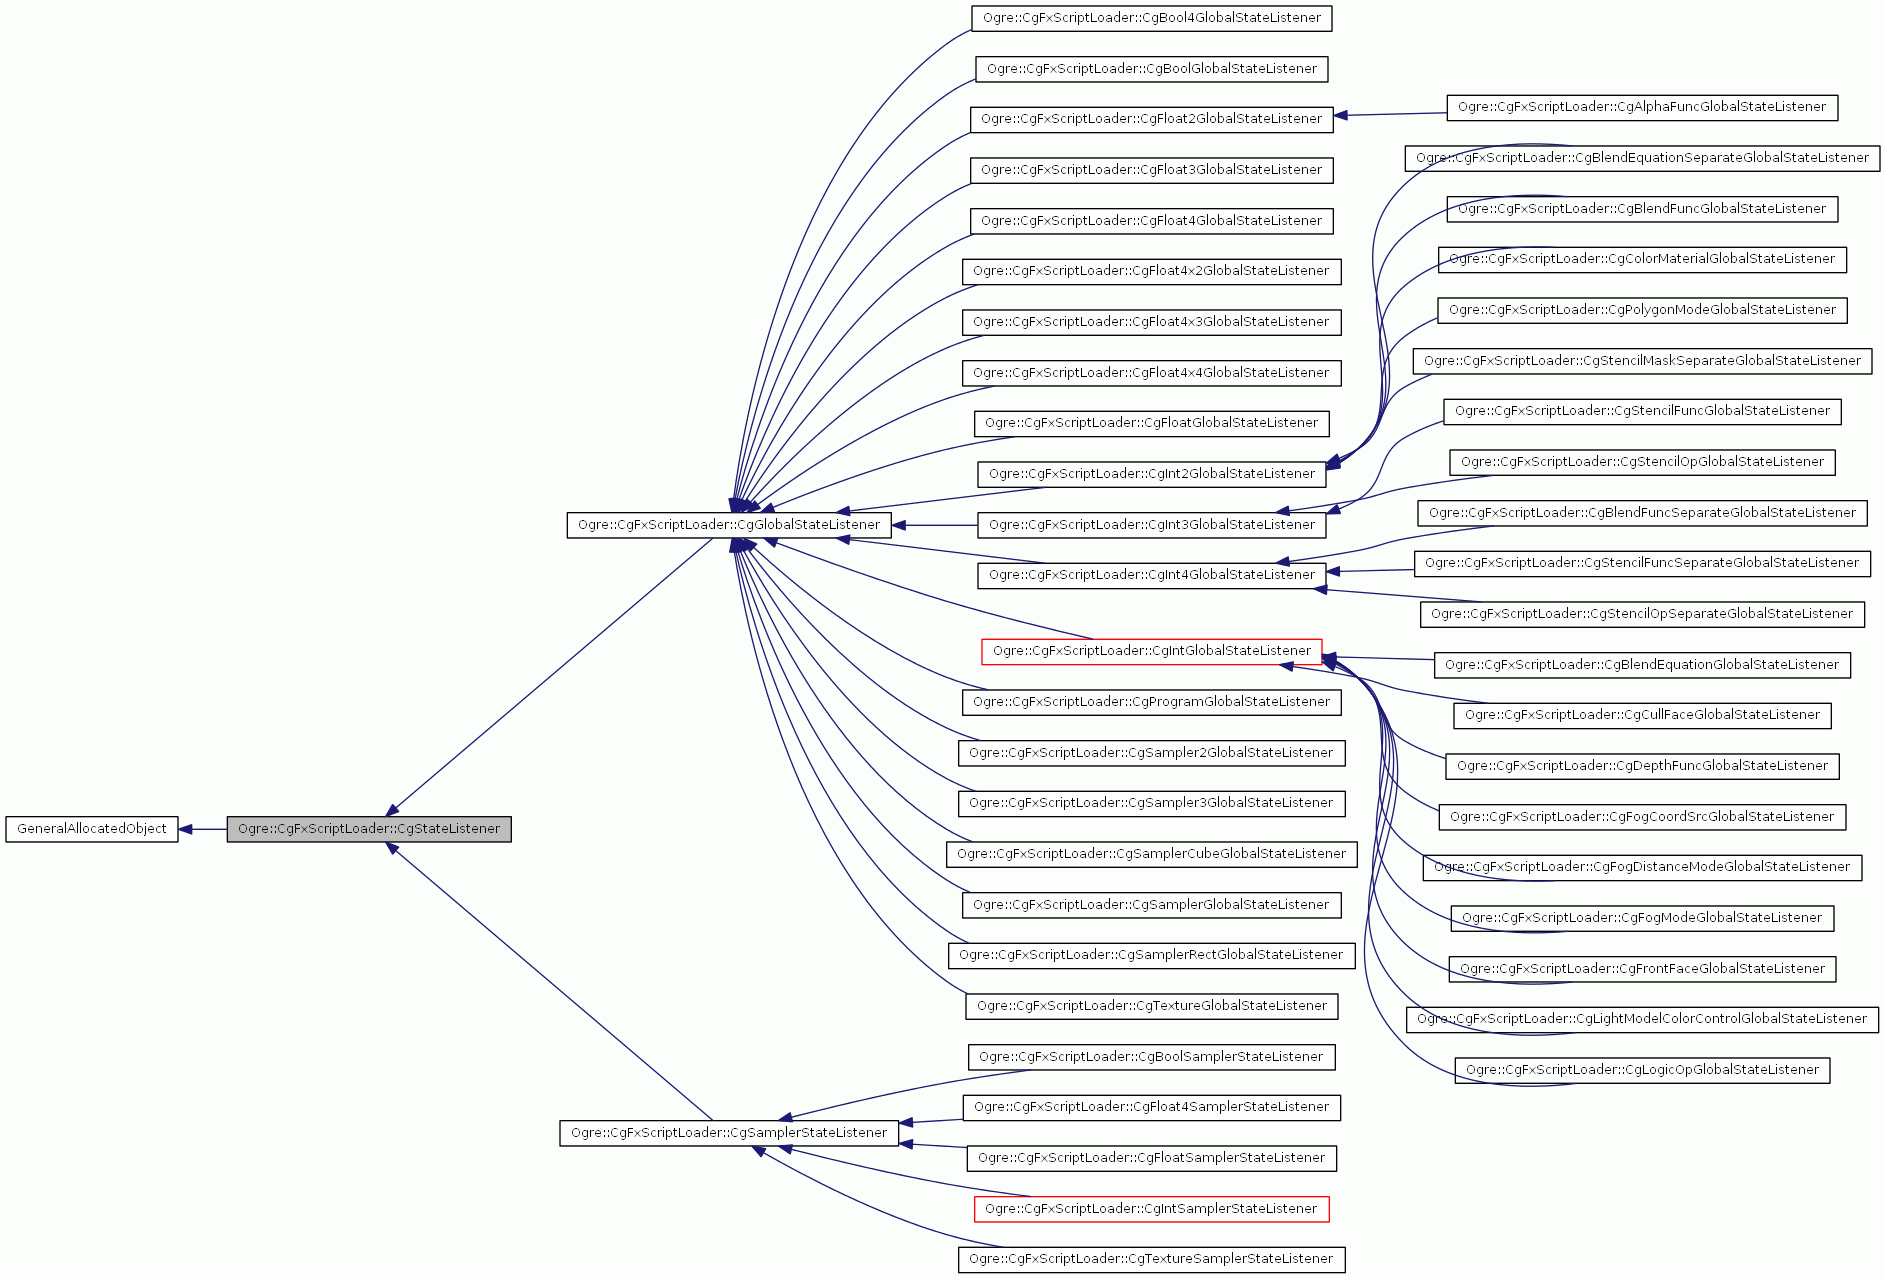 GeneralAllocatedObject
Ogre::CgFxScriptLoader::CgStateListener
Ogre::CgFxScriptLoader::CgGlobalStateListener
Ogre::CgFxScriptLoader::CgSamplerStateListener
Ogre::CgFxScriptLoader::CgBool4GlobalStateListener
Ogre::CgFxScriptLoader::CgBoolGlobalStateListener
Ogre::CgFxScriptLoader::CgFloat2GlobalStateListener
Ogre::CgFxScriptLoader::CgFloat3GlobalStateListener
Ogre::CgFxScriptLoader::CgFloat4GlobalStateListener
Ogre::CgFxScriptLoader::CgFloat4x2GlobalStateListener
Ogre::CgFxScriptLoader::CgFloat4x3GlobalStateListener
Ogre::CgFxScriptLoader::CgFloat4x4GlobalStateListener
Ogre::CgFxScriptLoader::CgFloatGlobalStateListener
Ogre::CgFxScriptLoader::CgInt2GlobalStateListener
Ogre::CgFxScriptLoader::CgInt3GlobalStateListener
Ogre::CgFxScriptLoader::CgInt4GlobalStateListener
Ogre::CgFxScriptLoader::CgIntGlobalStateListener
Ogre::CgFxScriptLoader::CgProgramGlobalStateListener
Ogre::CgFxScriptLoader::CgSampler2GlobalStateListener
Ogre::CgFxScriptLoader::CgSampler3GlobalStateListener
Ogre::CgFxScriptLoader::CgSamplerCubeGlobalStateListener
Ogre::CgFxScriptLoader::CgSamplerGlobalStateListener
Ogre::CgFxScriptLoader::CgSamplerRectGlobalStateListener
Ogre::CgFxScriptLoader::CgTextureGlobalStateListener
Ogre::CgFxScriptLoader::CgBoolSamplerStateListener
Ogre::CgFxScriptLoader::CgFloat4SamplerStateListener
Ogre::CgFxScriptLoader::CgFloatSamplerStateListener
Ogre::CgFxScriptLoader::CgIntSamplerStateListener
Ogre::CgFxScriptLoader::CgTextureSamplerStateListener
Ogre::CgFxScriptLoader::CgAlphaFuncGlobalStateListener
Ogre::CgFxScriptLoader::CgBlendEquationSeparateGlobalStateListener
Ogre::CgFxScriptLoader::CgBlendFuncGlobalStateListener
Ogre::CgFxScriptLoader::CgColorMaterialGlobalStateListener
Ogre::CgFxScriptLoader::CgPolygonModeGlobalStateListener
Ogre::CgFxScriptLoader::CgStencilMaskSeparateGlobalStateListener
Ogre::CgFxScriptLoader::CgStencilFuncGlobalStateListener
Ogre::CgFxScriptLoader::CgStencilOpGlobalStateListener
Ogre::CgFxScriptLoader::CgBlendFuncSeparateGlobalStateListener
Ogre::CgFxScriptLoader::CgStencilFuncSeparateGlobalStateListener
Ogre::CgFxScriptLoader::CgStencilOpSeparateGlobalStateListener
Ogre::CgFxScriptLoader::CgBlendEquationGlobalStateListener
Ogre::CgFxScriptLoader::CgCullFaceGlobalStateListener
Ogre::CgFxScriptLoader::CgDepthFuncGlobalStateListener
Ogre::CgFxScriptLoader::CgFogCoordSrcGlobalStateListener
Ogre::CgFxScriptLoader::CgFogDistanceModeGlobalStateListener
Ogre::CgFxScriptLoader::CgFogModeGlobalStateListener
Ogre::CgFxScriptLoader::CgFrontFaceGlobalStateListener
Ogre::CgFxScriptLoader::CgLightModelColorControlGlobalStateListener
Ogre::CgFxScriptLoader::CgLogicOpGlobalStateListener